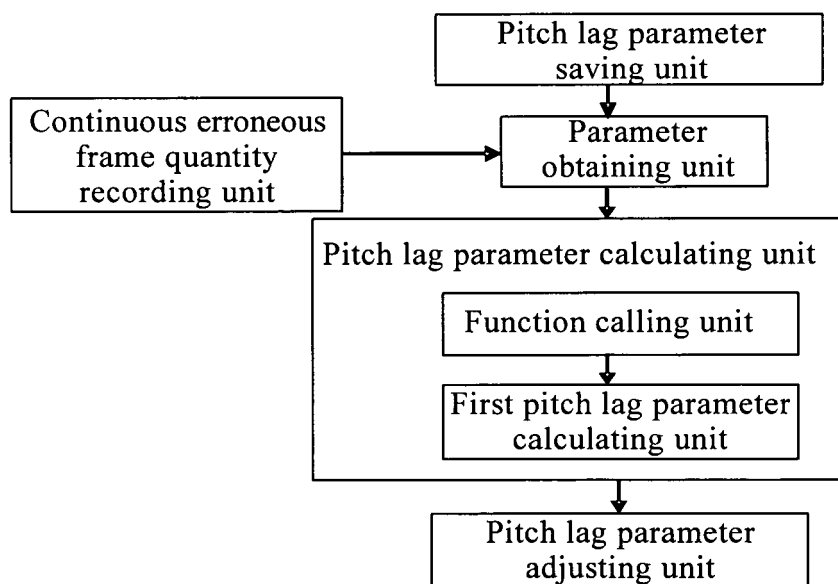 Pitch lag parameter
saving unit
Continuous erroneous
frame quantity
recording unit
Parameter
obtaining unit
Pitch lag parameter calculating unit
Function calling unit
First pitch lag parameter
calculating unit
Pitch lag parameter
adjusting unit